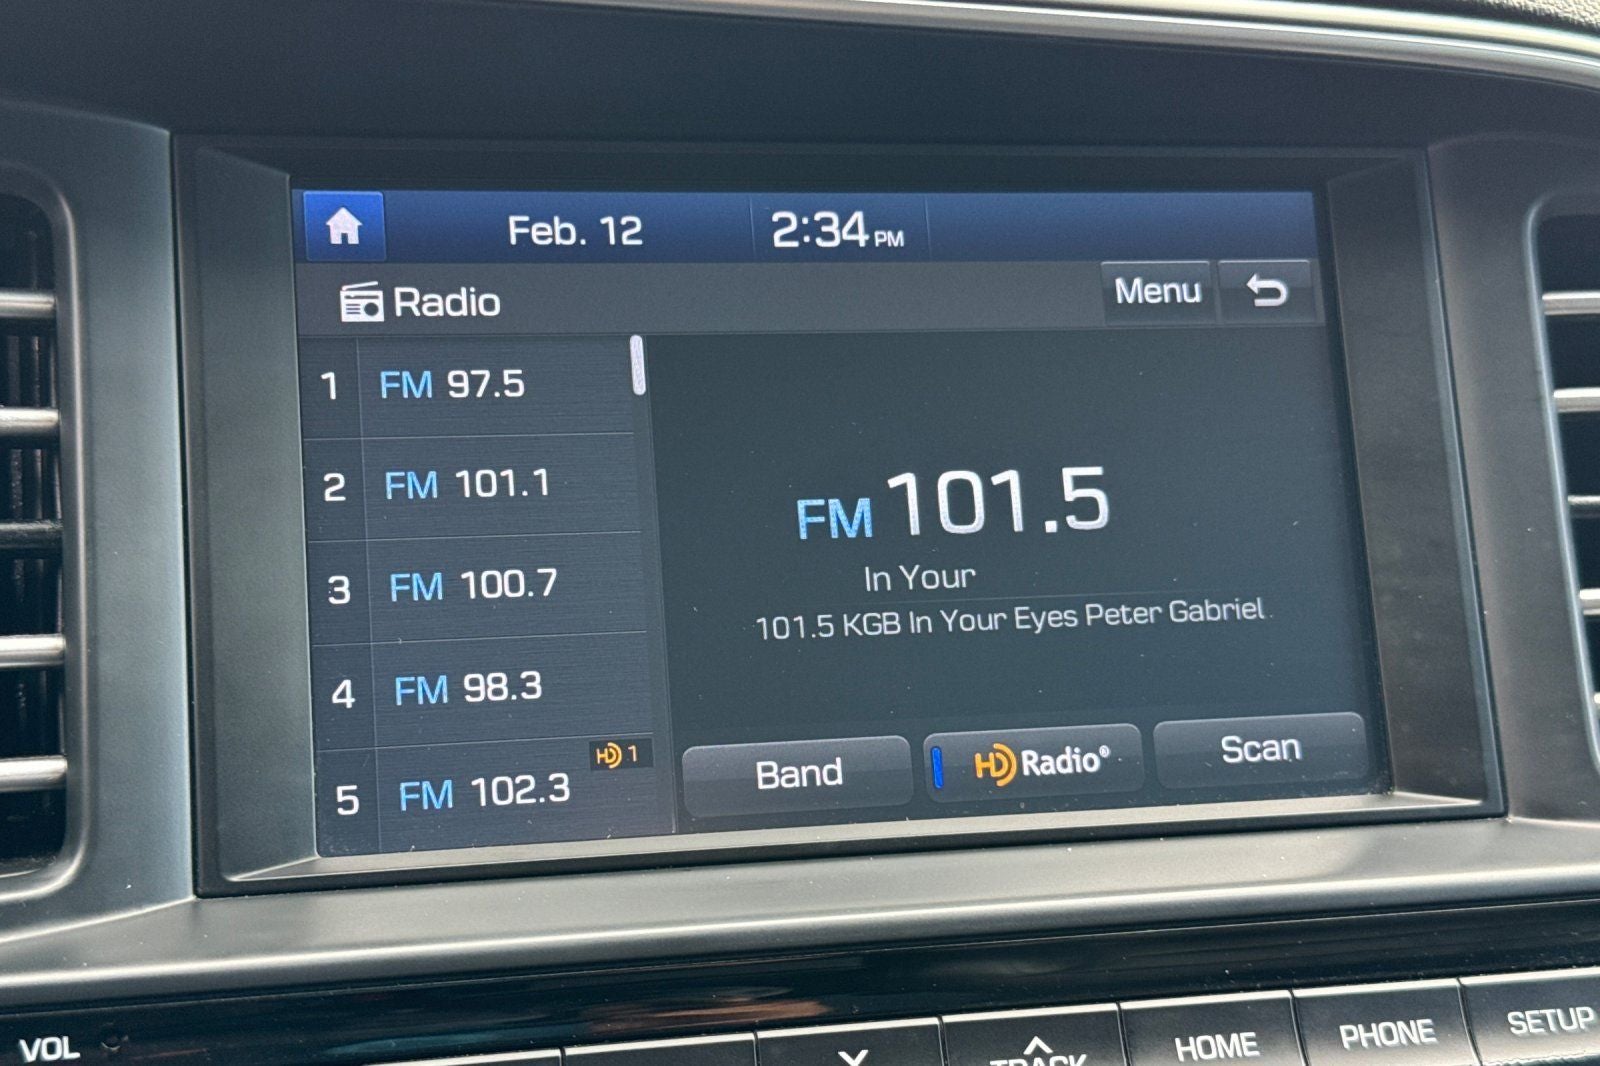 Feb. 12 2:34 PM
Radio
Menu
1 FM 97.5
2 FM 101.1
3 FM 100.7
4 FM 98.3
5 FM 102.3 HD 1
FM 101.5
In Your
101.5 KGB In Your Eyes Peter Gabriel
Band
HD Radio®
Scan
VOL
TRACK
HOME
PHONE
SETUP